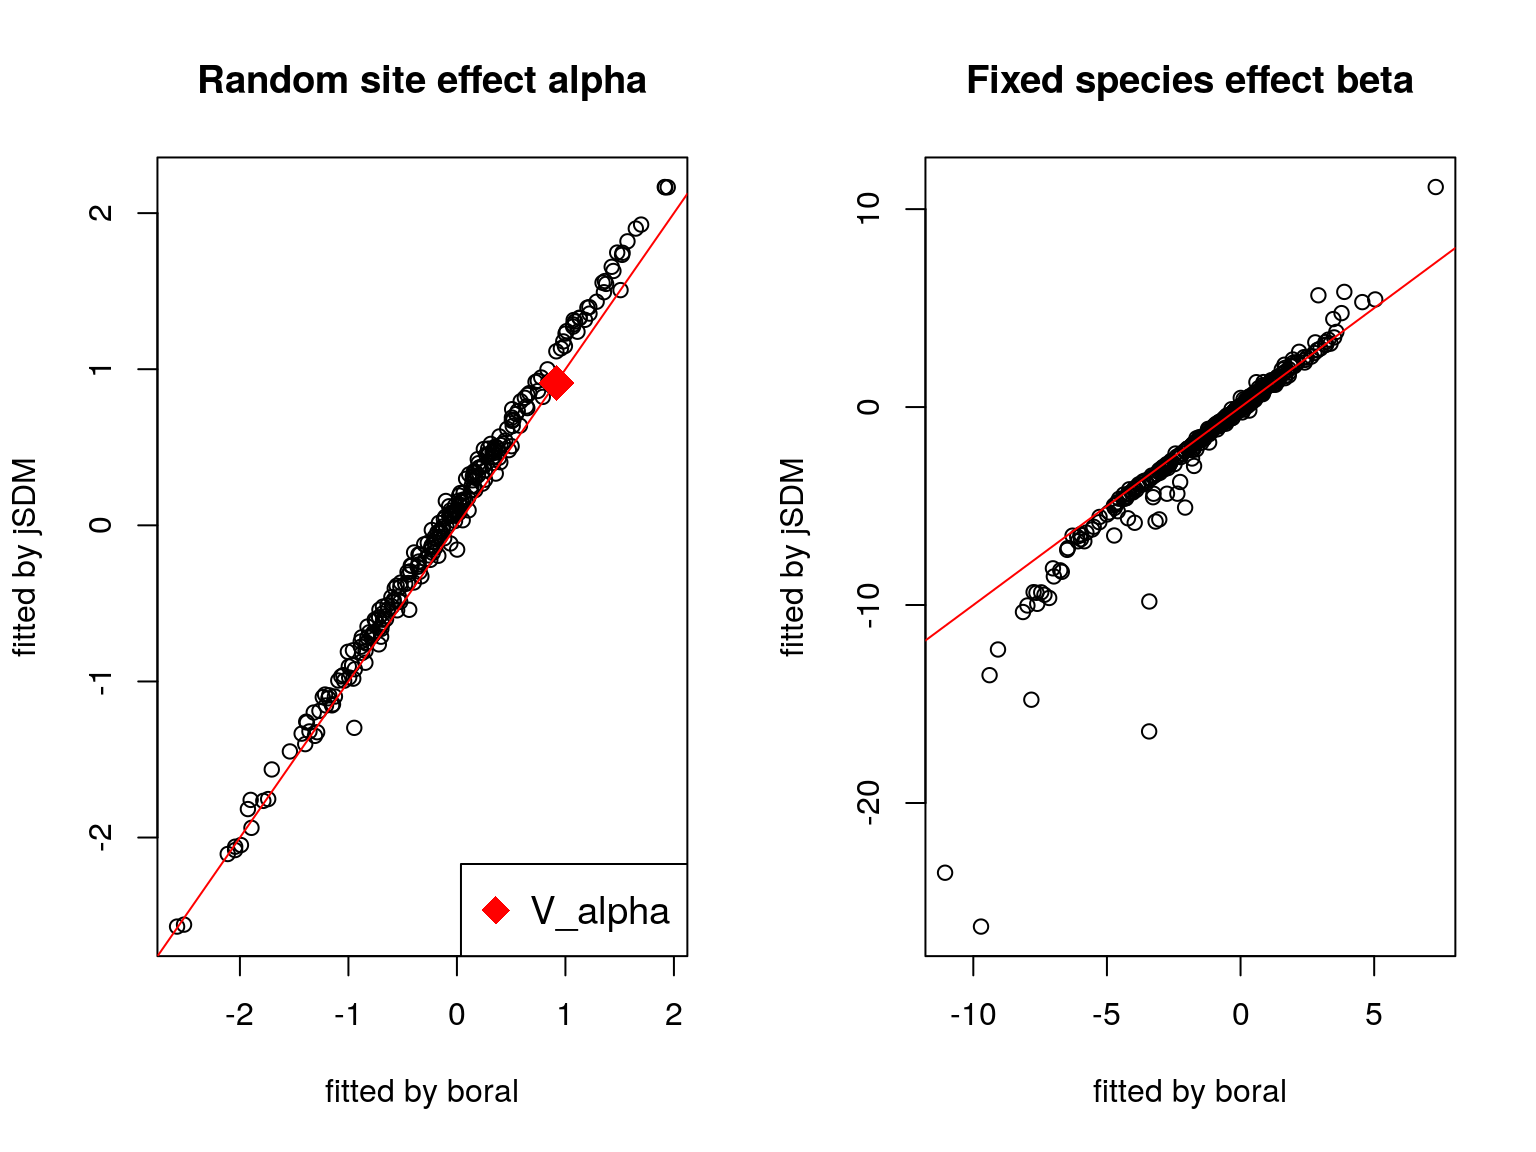 Random site effect alpha
fitted by jSDM
2
1
0
-1
-2
V_alpha
-2 -1 0 1 2
fitted by boral
Fixed species effect beta
fitted by jSDM
10
0
-10
-20
-10 -5 0 5
fitted by boral